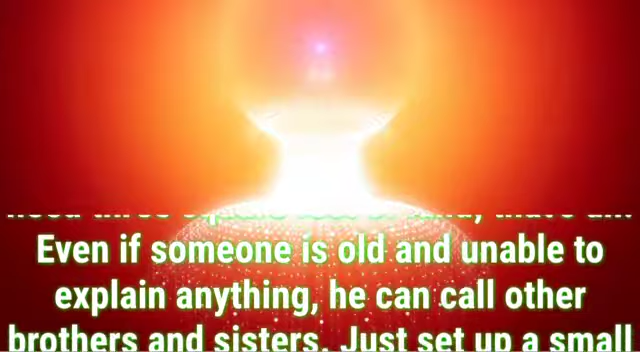 Even if someone is old and unable to
explain anything, he can call other
brothers and sisters. Just set up a small